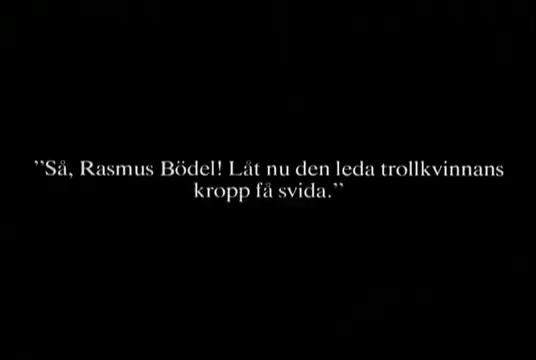 ”Så, Rasmus Bödel! Låt nu den leda trollkvinnans
kropp få svida.”